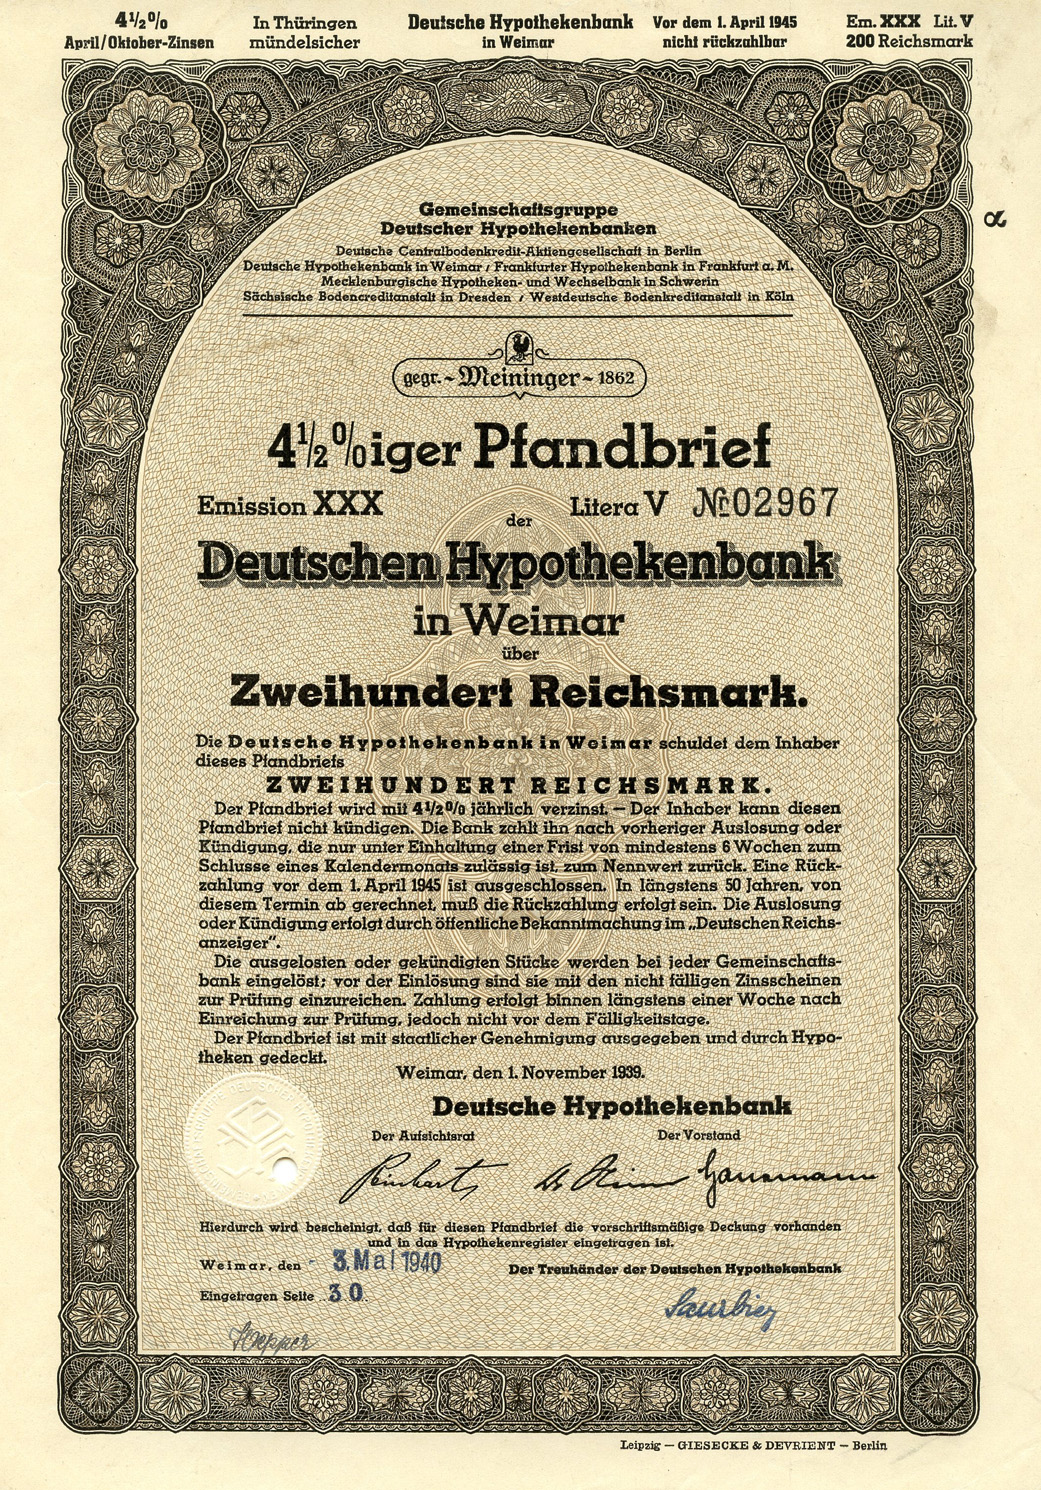 4½% In Thüringen Deutsche Hypothekenbank Vor dem 1. April 1945 Em. XXX Lit. V
April/Oktober-Zinsen mündelsicher in Weimar nicht rückzahlbar 200 Reichsmark
Gemeinschaftsgruppe
Deutscher Hypothekenbanken
Deutsche Centralbodenkredit-Aktiengesellschaft in Berlin
Deutsche Hypothekenbank in Weimar / Frankfurter Hypothekenbank in Frankfurt a. M.
Mecklenburgische Hypotheken- und Wechselbank in Schwerin
Sächsische Bodencreditanstalt in Dresden / Westdeutsche Bodenkreditanstalt in Köln
gegr. ~ Meininger ~ 1862
4½%iger Pfandbrief
Emission XXX Litera V Nr. 02967
der
Deutschen Hypothekenbank
in Weimar
über
Zweihundert Reichsmark.
Die Deutsche Hypothekenbank in Weimar schuldet dem Inhaber
dieses Pfandbriefs
ZWEIHUNDERT REICHSMARK.
Der Pfandbrief wird mit 4½% jährlich verzinst. — Der Inhaber kann diesen
Pfandbrief nicht kündigen. Die Bank zahlt ihn nach vorheriger Auslosung oder
Kündigung, die nur unter Einhaltung einer Frist von mindestens 6 Wochen zum
Schlusse eines Kalendermonats zulässig ist, zum Nennwert zurück. Eine Rück-
zahlung vor dem 1. April 1945 ist ausgeschlossen. In längstens 50 Jahren, von
diesem Termin ab gerechnet, muß die Rückzahlung erfolgt sein. Die Auslosung
oder Kündigung erfolgt durch öffentliche Bekanntmachung im „Deutschen Reichs-
anzeiger".
Die ausgelosten oder gekündigten Stücke werden bei jeder Gemeinschafts-
bank eingelöst; vor der Einlösung sind sie mit den nicht fälligen Zinsscheinen
zur Prüfung einzureichen. Zahlung erfolgt binnen längstens einer Woche nach
Einreichung zur Prüfung, jedoch nicht vor dem Fälligkeitstage.
Der Pfandbrief ist mit staatlicher Genehmigung ausgegeben und durch Hypo-
theken gedeckt.
Weimar, den 1. November 1939.
Deutsche Hypothekenbank
Der Aufsichtsrat Der Vorstand
Hierdurch wird bescheinigt, daß für diesen Pfandbrief die vorschriftsmäßige Deckung vorhanden
und in das Hypothekenregister eingetragen ist.
Weimar, den - 3. Mai 1940
Der Treuhänder der Deutschen Hypothekenbank
Eingetragen Seite 30.
Leipzig — GIESECKE & DEVRIENT — Berlin